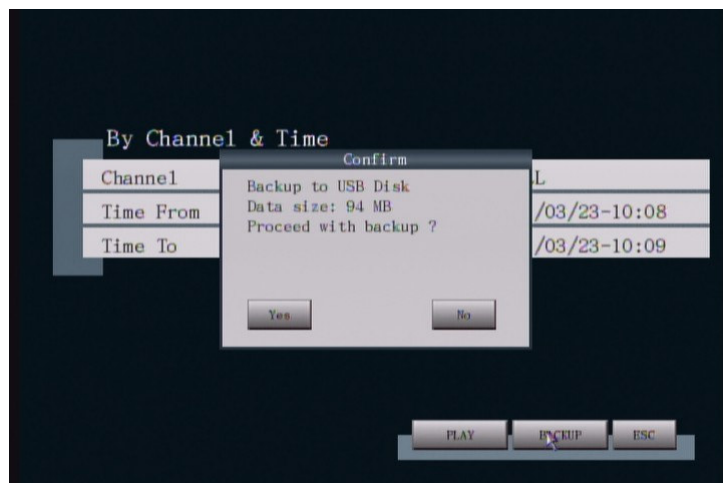 By Channel & Time
Confirm
Channel
Backup to USB Disk
Data size: 94 MB
Proceed with backup ?
Time From
/03/23-10:08
Time To
/03/23-10:09
Yes
No
PLAY
BACKUP
ESC